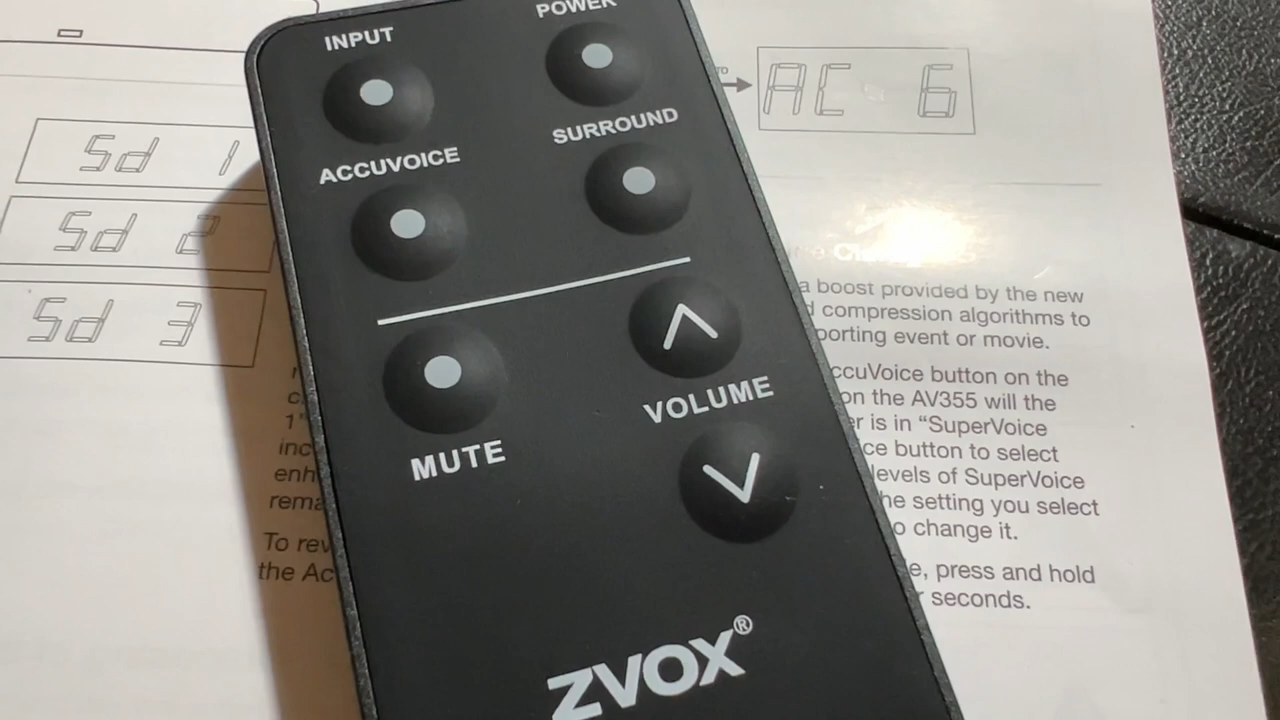 INPUT
POWER
ACCUVOICE
SURROUND
MUTE
VOLUME
ZVOX®
Sd 1
Sd 2
Sd 3
inc
enh
rema
To rev
the Ac
AC 6
a boost provided by the new
compression algorithms to
porting event or movie.
ccuVoice button on the
on the AV355 will the
er is in “SuperVoice
ce button to select
levels of SuperVoice
he setting you select
o change it.
e, press and hold
r seconds.